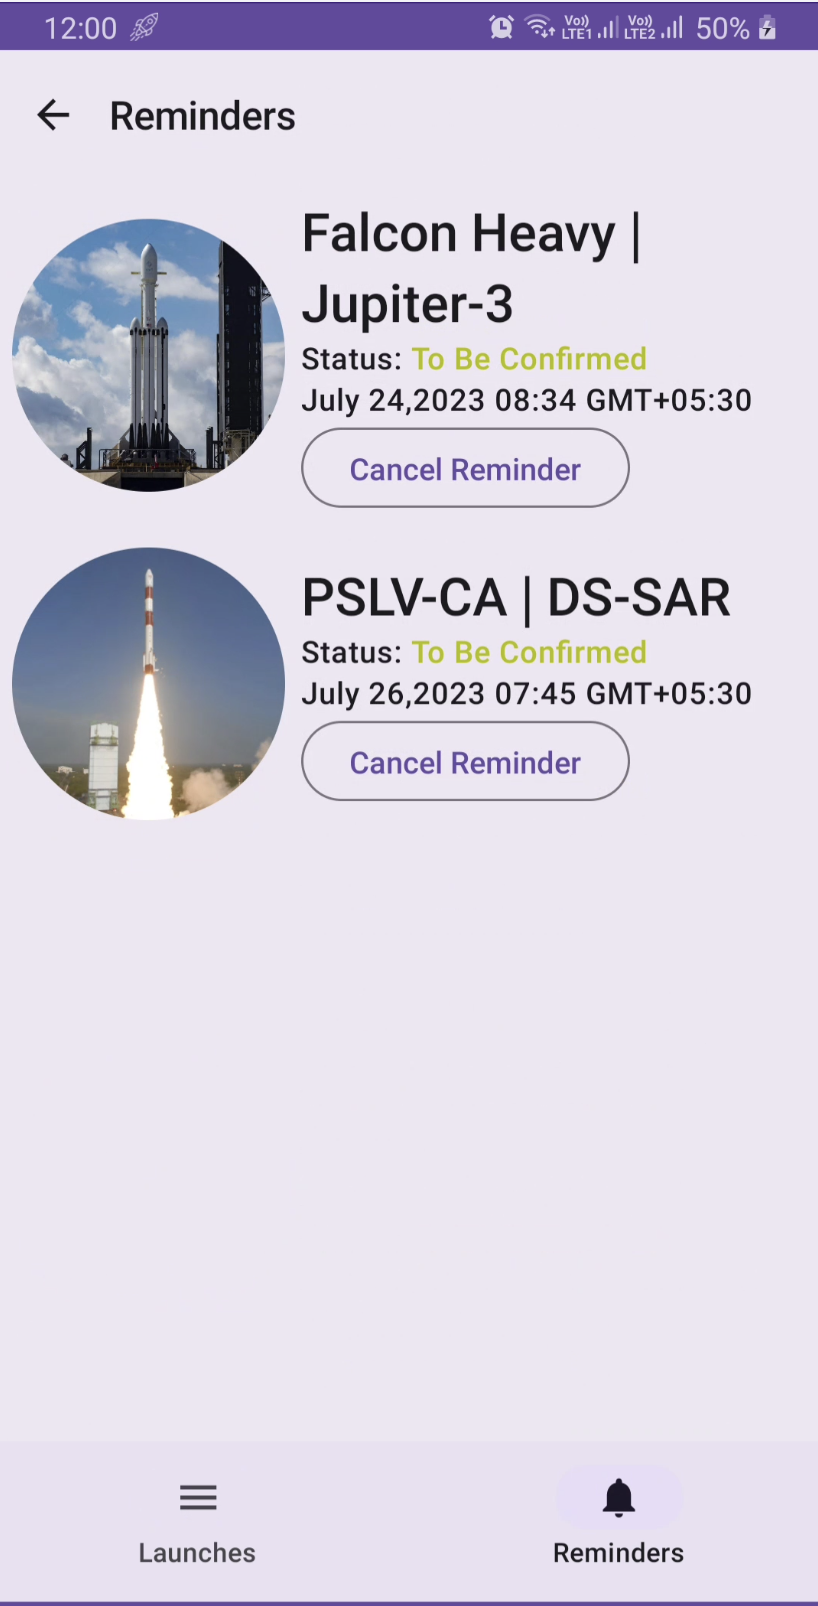 12:00 Vo)) LTE1 Vo)) LTE2 50%
Reminders
Falcon Heavy |
Jupiter-3
Status: To Be Confirmed
July 24,2023 08:34 GMT+05:30
Cancel Reminder
PSLV-CA | DS-SAR
Status: To Be Confirmed
July 26,2023 07:45 GMT+05:30
Cancel Reminder
Launches
Reminders